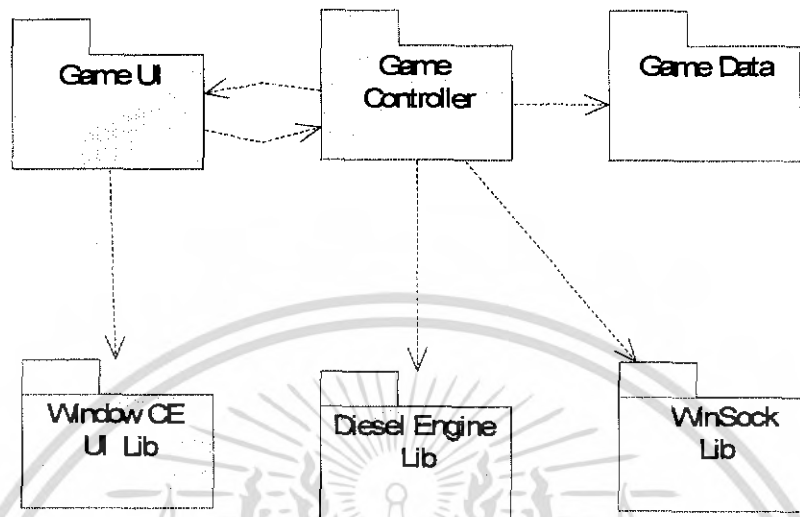 Game UI
Game
Controller
Game Data
Window CE
UI Lib
Diesel Engine
Lib
WinSock
Lib